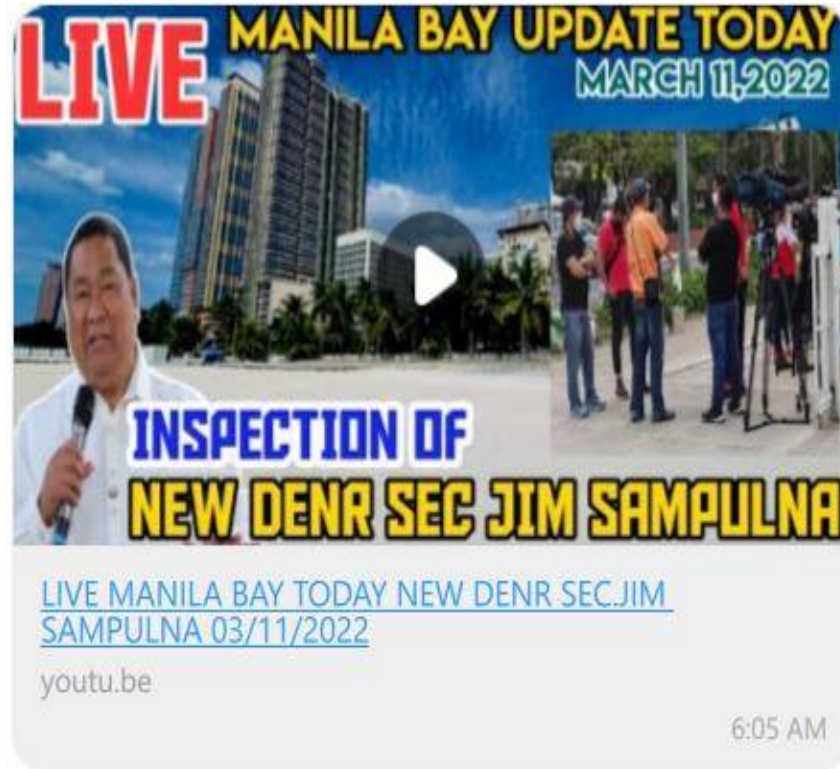 LIVE
MANILA BAY UPDATE TODAY
MARCH 11,2022
INSPECTION OF
NEW DENR SEC JIM SAMPULNA
LIVE MANILA BAY TODAY NEW DENR SEC.JIM
SAMPULNA 03/11/2022
youtu.be
6:05 AM